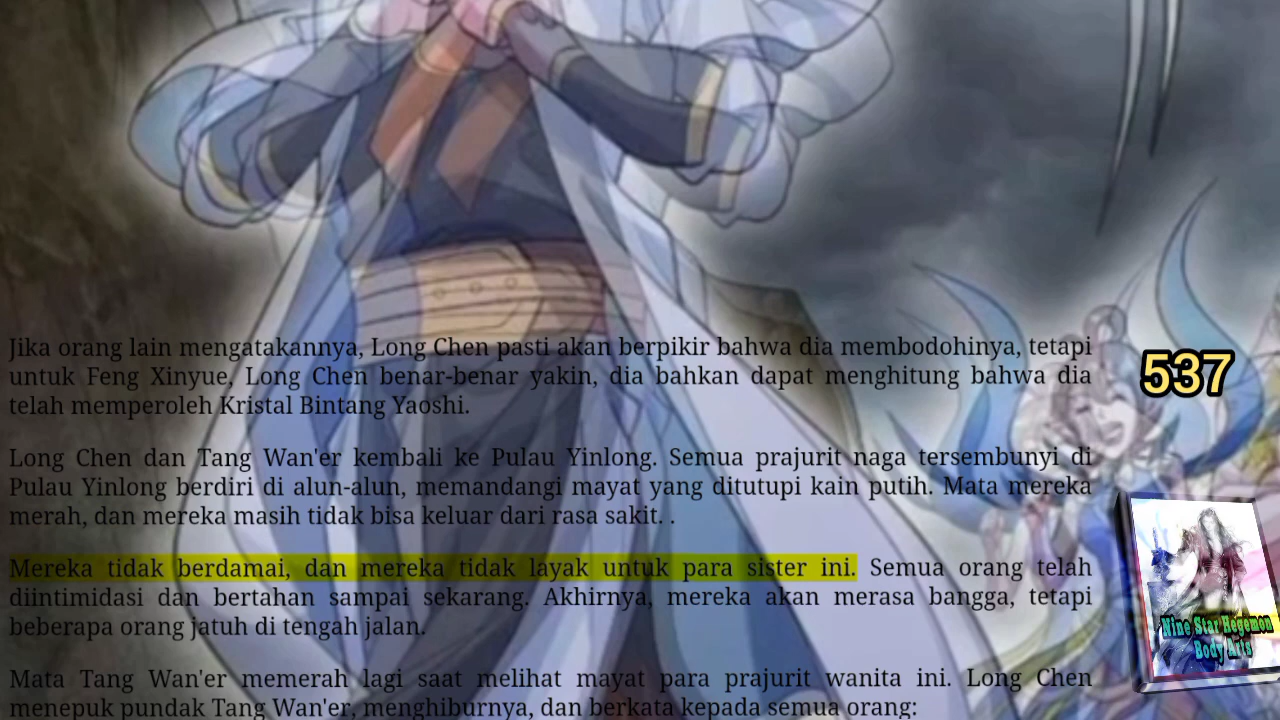 Jika orang lain mengatakannya, Long Chen pasti akan berpikir bahwa dia membodohinya, tetapi
untuk Feng Xinyue, Long Chen benar-benar yakin, dia bahkan dapat menghitung bahwa dia
telah memperoleh Kristal Bintang Yaoshi.
Long Chen dan Tang Wan'er kembali ke Pulau Yinlong. Semua prajurit naga tersembunyi di
Pulau Yinlong berdiri di alun-alun, memandangi mayat yang ditutupi kain putih. Mata mereka
merah, dan mereka masih tidak bisa keluar dari rasa sakit. .
Mereka tidak berdamai, dan mereka tidak layak untuk para sister ini. Semua orang telah
diintimidasi dan bertahan sampai sekarang. Akhirnya, mereka akan merasa bangga, tetapi
beberapa orang jatuh di tengah jalan.
Mata Tang Wan'er memerah lagi saat melihat mayat para prajurit wanita ini. Long Chen
menepuk pundak Tang Wan'er, menghiburnya, dan berkata kepada semua orang:
537
Nine Star Hegemon
Body Arts